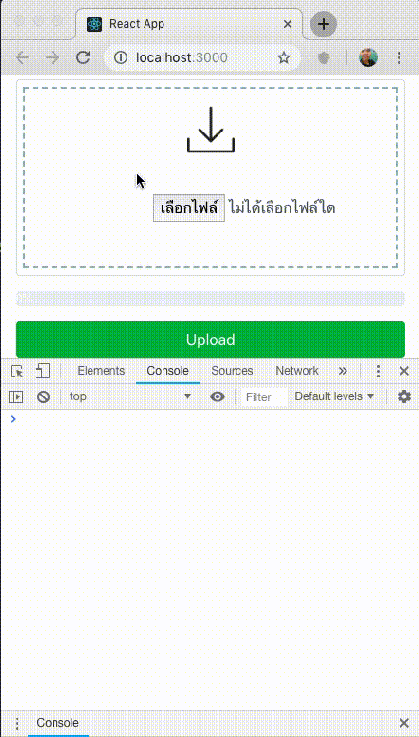 React App
localhost:3000
เลือกไฟล์ ไม่ได้เลือกไฟล์ใด
Upload
Elements Console Sources Network »
top Filter Default levels
Console